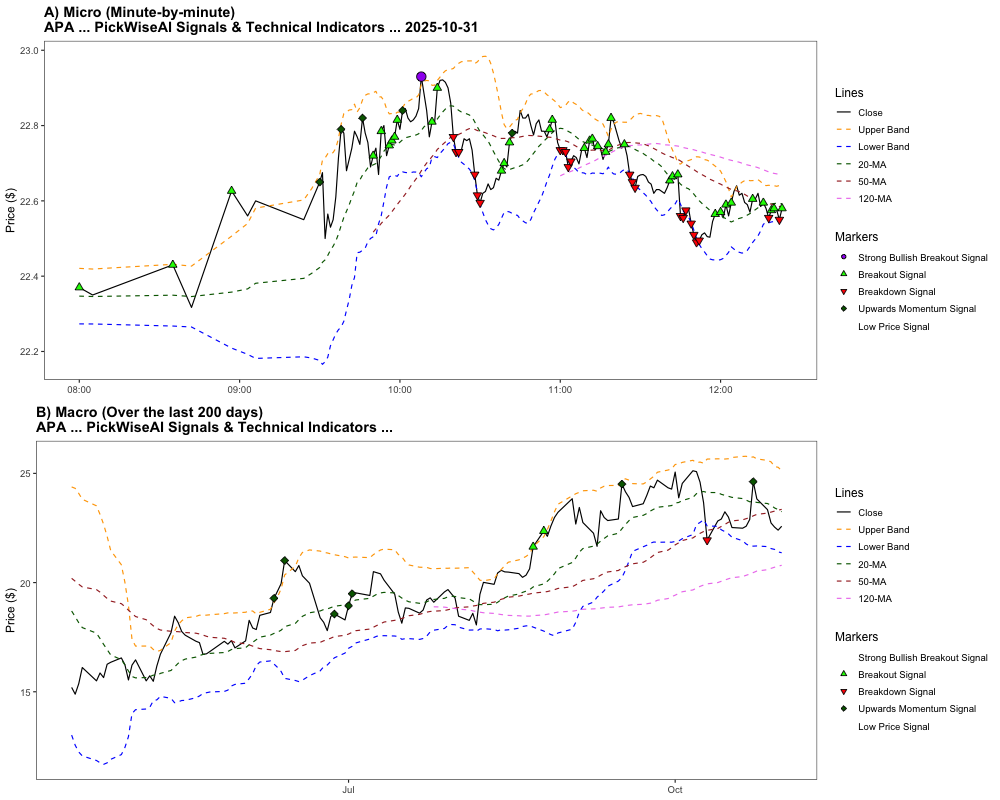 A) Micro (Minute-by-minute)
APA ... PickWiseAI Signals & Technical Indicators ... 2025-10-31
Price ($)
23.0
22.8
22.6
22.4
22.2
08:00
09:00
10:00
11:00
12:00
Lines
Close
Upper Band
Lower Band
20-MA
50-MA
120-MA
Markers
Strong Bullish Breakout Signal
Breakout Signal
Breakdown Signal
Upwards Momentum Signal
Low Price Signal
B) Macro (Over the last 200 days)
APA ... PickWiseAI Signals & Technical Indicators ...
Price ($)
25
20
15
Jul
Oct
Lines
Close
Upper Band
Lower Band
20-MA
50-MA
120-MA
Markers
Strong Bullish Breakout Signal
Breakout Signal
Breakdown Signal
Upwards Momentum Signal
Low Price Signal